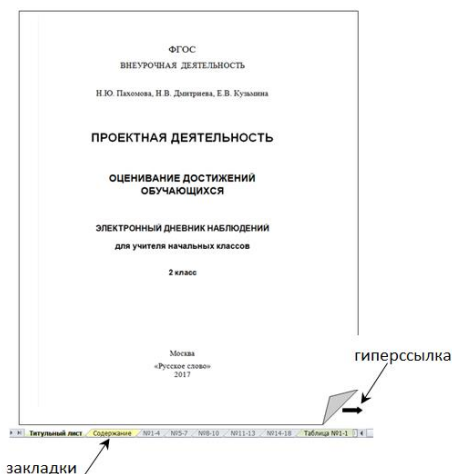 ФГОС
ВНЕУРОЧНАЯ ДЕЯТЕЛЬНОСТЬ
Н.Ю. Пахомова, Н.В. Дмитриева, Е.В. Кузьмина
ПРОЕКТНАЯ ДЕЯТЕЛЬНОСТЬ
ОЦЕНИВАНИЕ ДОСТИЖЕНИЙ
ОБУЧАЮЩИХСЯ
ЭЛЕКТРОННЫЙ ДНЕВНИК НАБЛЮДЕНИЙ
для учителя начальных классов
2 класс
Москва
«Русское слово»
2017
гиперссылка
Титульный лист Содержание №1-4 №5-7 №8-10 №11-13 №14-18 Таблица №1-1
закладки